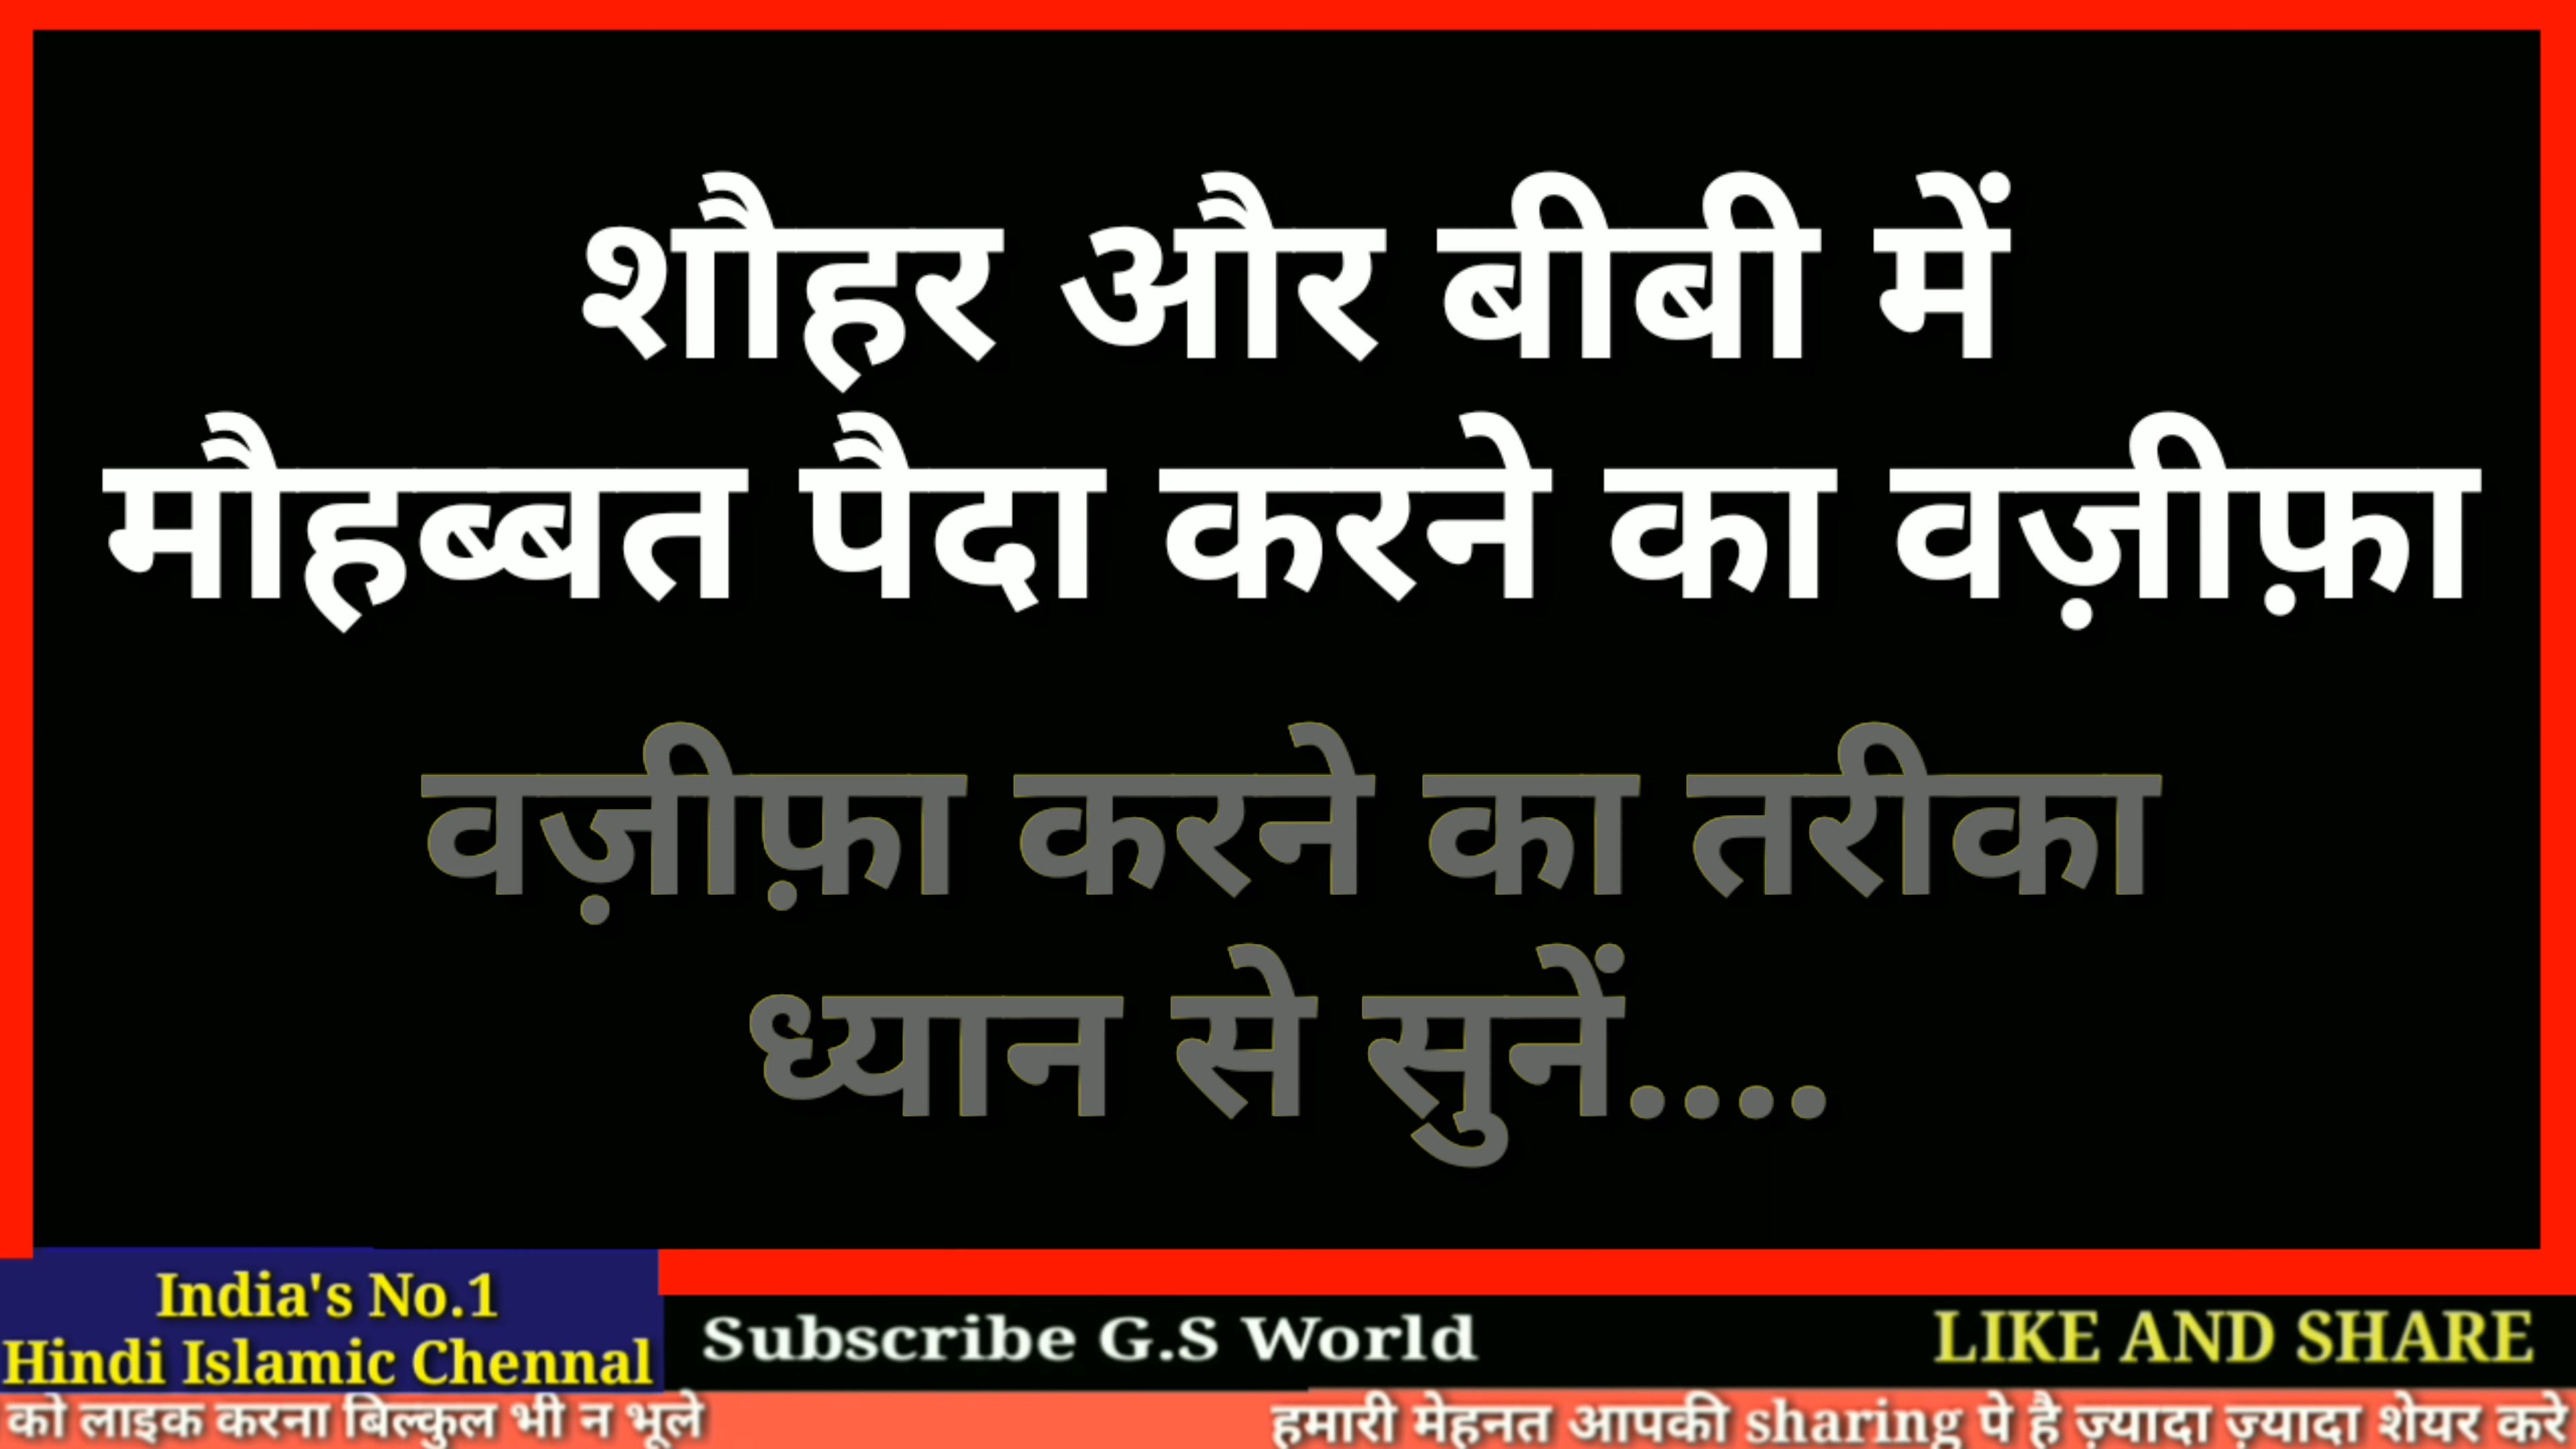 शौहर और बीबी में
मौहब्बत पैदा करने का वज़ीफ़ा
वज़ीफ़ा करने का तरीका
ध्यान से सुनें....
India's No.1
Hindi Islamic Chennal
Subscribe G.S World
LIKE AND SHARE
को लाइक करना बिल्कुल भी न भूले
हमारी मेहनत आपकी sharing पे है ज़्यादा ज़्यादा शेयर करे